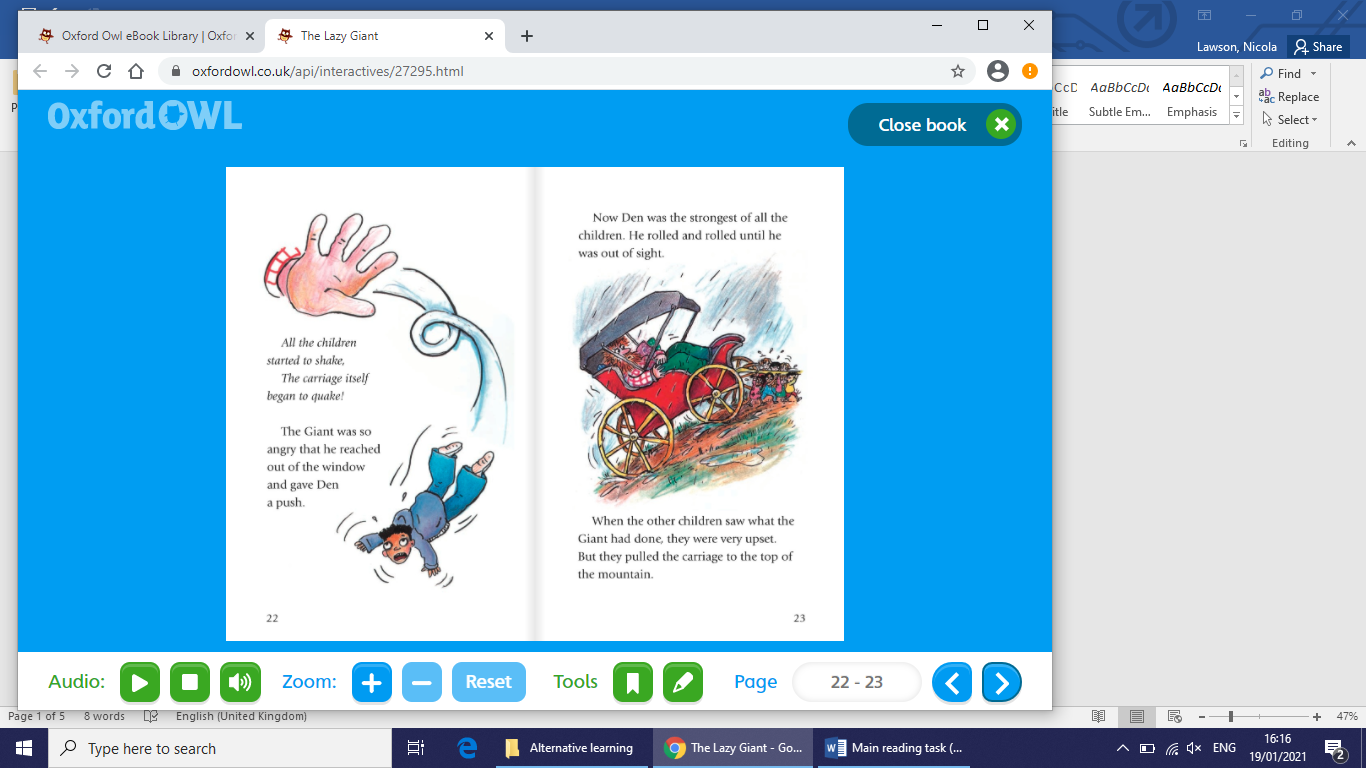 Lawson, Nicola
Share
Oxford Owl eBook Library | Oxfo
The Lazy Giant
oxfordowl.co.uk/api/interactives/27295.html
Find
Replace
Select
Editing
AaBbCcDc
AaBbCcDc
Subtle Em...
Emphasis
Oxford OWL
Close book
All the children
started to shake,
The carriage itself
began to quake!
The Giant was so
angry that he reached
out of the window
and gave Den
a push.
22
Now Den was the strongest of all the
children. He rolled and rolled until he
was out of sight.
When the other children saw what the
Giant had done, they were very upset.
But they pulled the carriage to the top of
the mountain.
23
Audio:
Zoom:
Reset
Tools
Page
22 - 23
Page 1 of 5
8 words
English (United Kingdom)
47%
Type here to search
Alternative learning
The Lazy Giant - Go...
Main reading task (...
ENG
16:16
19/01/2021
2